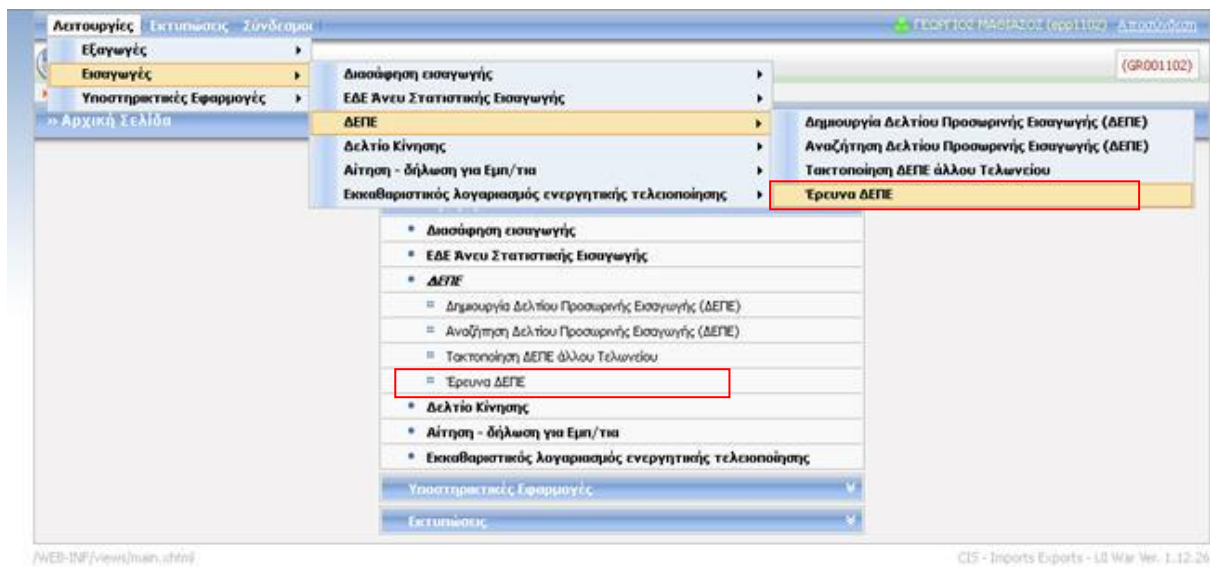 Λειτουργίες Εκτυπώσεις Σύνδεσμοι ΓΕΩΡΓΙΟΣ ΜΑΘΙΑΣΟΣ (epp1102) Αποσύνδεση
Εξαγωγές
Εισαγωγές
Υποστηρικτικές Εφαρμογές
(GR001102)
» Αρχική Σελίδα
Διασάφηση εισαγωγής
ΕΔΕ Άνευ Στατιστικής Εισαγωγής
ΔΕΠΕ
Δελτίο Κίνησης
Αίτηση - δήλωση για Εμπ/τια
Εκκαθαριστικός λογαριασμός ενεργητικής τελειοποίησης
Δημιουργία Δελτίου Προσωρινής Εισαγωγής (ΔΕΠΕ)
Αναζήτηση Δελτίου Προσωρινής Εισαγωγής (ΔΕΠΕ)
Τακτοποίηση ΔΕΠΕ άλλου Τελωνείου
Έρευνα ΔΕΠΕ
Διασάφηση εισαγωγής
ΕΔΕ Άνευ Στατιστικής Εισαγωγής
ΔΕΠΕ
Δημιουργία Δελτίου Προσωρινής Εισαγωγής (ΔΕΠΕ)
Αναζήτηση Δελτίου Προσωρινής Εισαγωγής (ΔΕΠΕ)
Τακτοποίηση ΔΕΠΕ άλλου Τελωνείου
Έρευνα ΔΕΠΕ
Δελτίο Κίνησης
Αίτηση - δήλωση για Εμπ/τια
Εκκαθαριστικός λογαριασμός ενεργητικής τελειοποίησης
Υποστηρικτικές Εφαρμογές
Εκτυπώσεις
/WEB-INF/views/main.xhtml CIS - Imports Exports - UI War Ver. 1.12.26